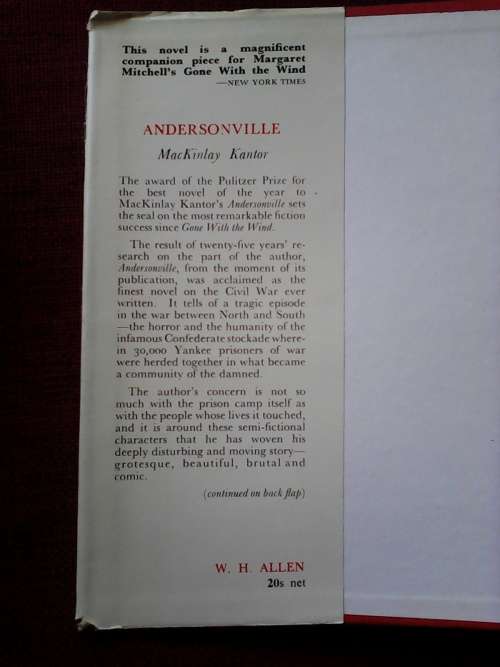 This novel is a magnificent
companion piece for Margaret
Mitchell's Gone With the Wind
—NEW YORK TIMES
ANDERSONVILLE
MacKinlay Kantor
The award of the Pulitzer Prize for
the best novel of the year to
MacKinlay Kantor's Andersonville sets
the seal on the most remarkable fiction
success since Gone With the Wind.
The result of twenty-five years' re-
search on the part of the author,
Andersonville, from the moment of its
publication, was acclaimed as the
finest novel on the Civil War ever
written. It tells of a tragic episode
in the war between North and South
—the horror and the humanity of the
infamous Confederate stockade where-
in 30,000 Yankee prisoners of war
were herded together in what became
a community of the damned.
The author's concern is not so
much with the prison camp itself as
with the people whose lives it touched,
and it is around these semi-fictional
characters that he has woven his
deeply disturbing and moving story—
grotesque, beautiful, brutal and
comic.
(continued on back flap)
W. H. ALLEN
20s net